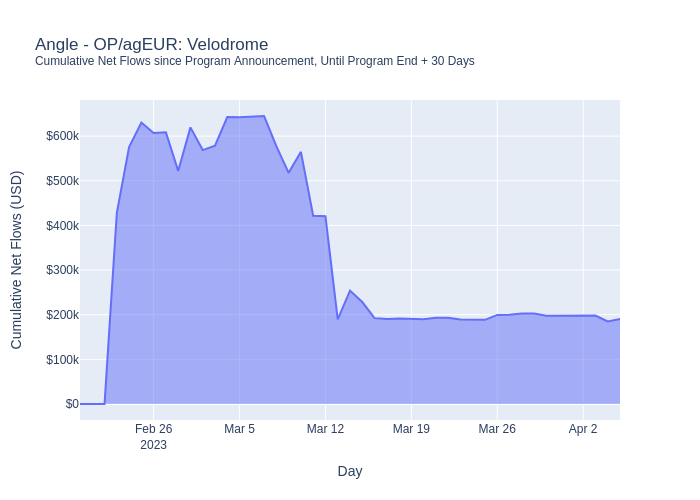 Angle - OP/agEUR: Velodrome
Cumulative Net Flows since Program Announcement, Until Program End + 30 Days
Cumulative Net Flows (USD)
$600k
$500k
$400k
$300k
$200k
$100k
$0
Feb 26
2023
Mar 5
Mar 12
Mar 19
Mar 26
Apr 2
Day